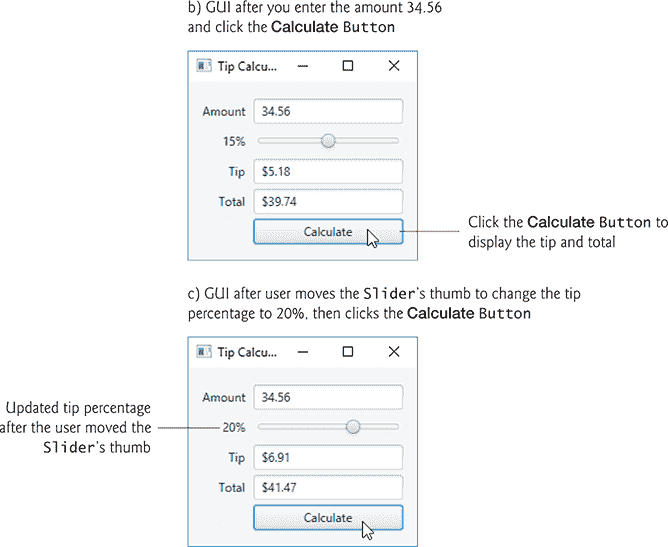 b) GUI after you enter the amount 34.56
and click the Calculate Button
Tip Calcu...
Amount 34.56
15%
Tip $5.18
Total $39.74
Calculate
Click the Calculate Button to
display the tip and total
c) GUI after user moves the Slider's thumb to change the tip
percentage to 20%, then clicks the Calculate Button
Tip Calcu...
Amount 34.56
Updated tip percentage
after the user moved the
Slider's thumb
20%
Tip $6.91
Total $41.47
Calculate